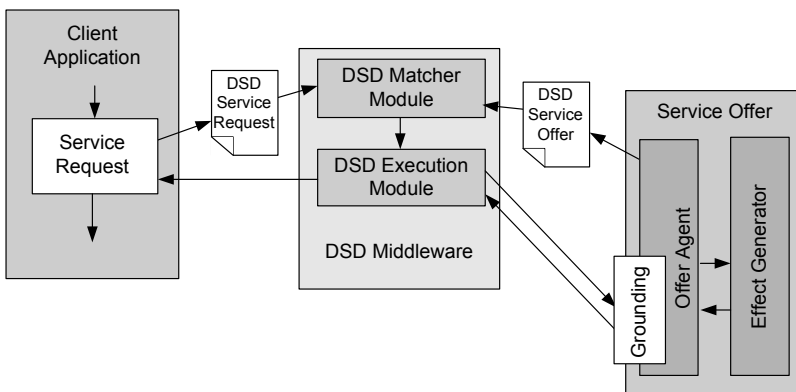 Client
Application
Service
Request
DSD
Service
Request
DSD Matcher
Module
DSD Execution
Module
DSD Middleware
DSD
Service
Offer
Service Offer
Grounding
Offer Agent
Effect Generator